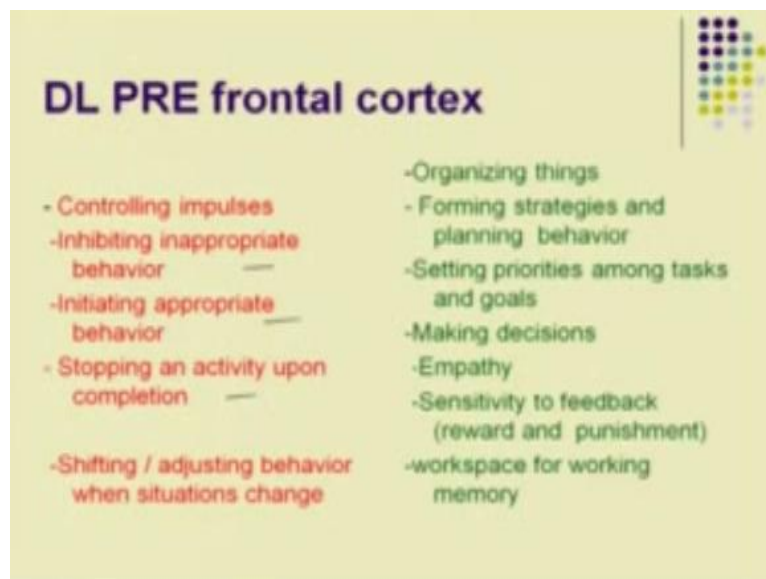 DL PRE frontal cortex
- Controlling impulses
-Inhibiting inappropriate
behavior
-Initiating appropriate
behavior
- Stopping an activity upon
completion
-Shifting / adjusting behavior
when situations change
-Organizing things
- Forming strategies and
planning behavior
-Setting priorities among tasks
and goals
-Making decisions
-Empathy
-Sensitivity to feedback
(reward and punishment)
-workspace for working
memory